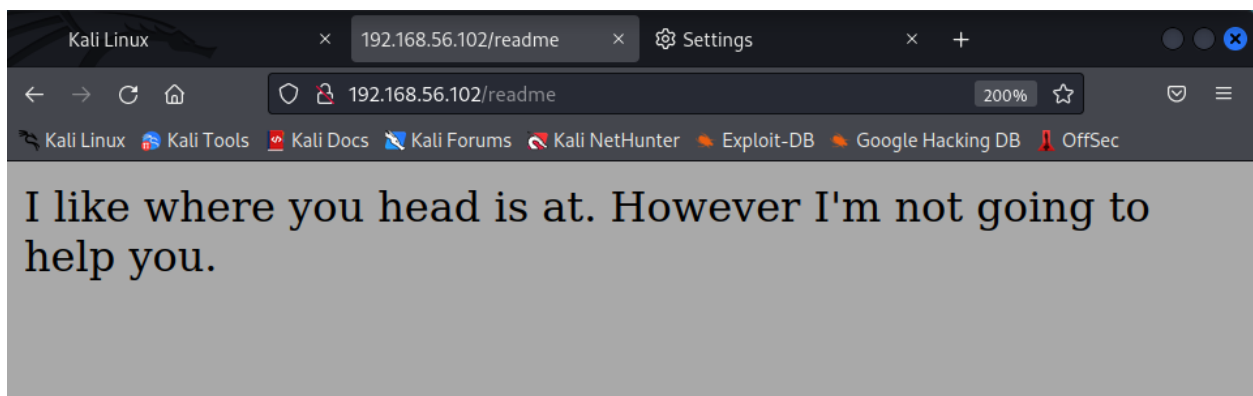 Kali Linux
192.168.56.102/readme
Settings
192.168.56.102/readme
200%
Kali Linux
Kali Tools
Kali Docs
Kali Forums
Kali NetHunter
Exploit-DB
Google Hacking DB
OffSec
I like where you head is at. However I'm not going to
help you.